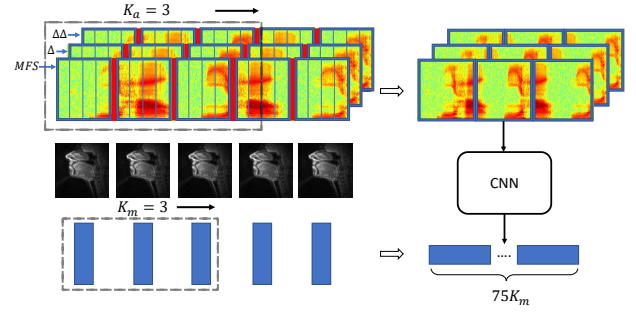 K_a = 3
ΔΔ
Δ
MFS
CNN
K_m = 3
....
75K_m